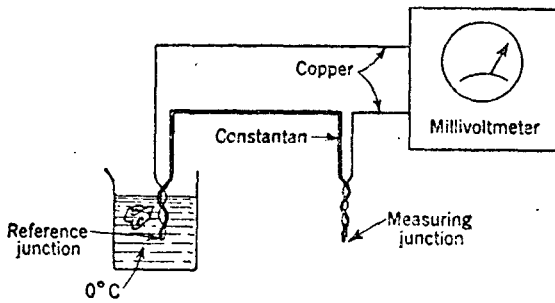 Copper
Constantan
Millivoltmeter
Reference
junction
Measuring
junction
0°C